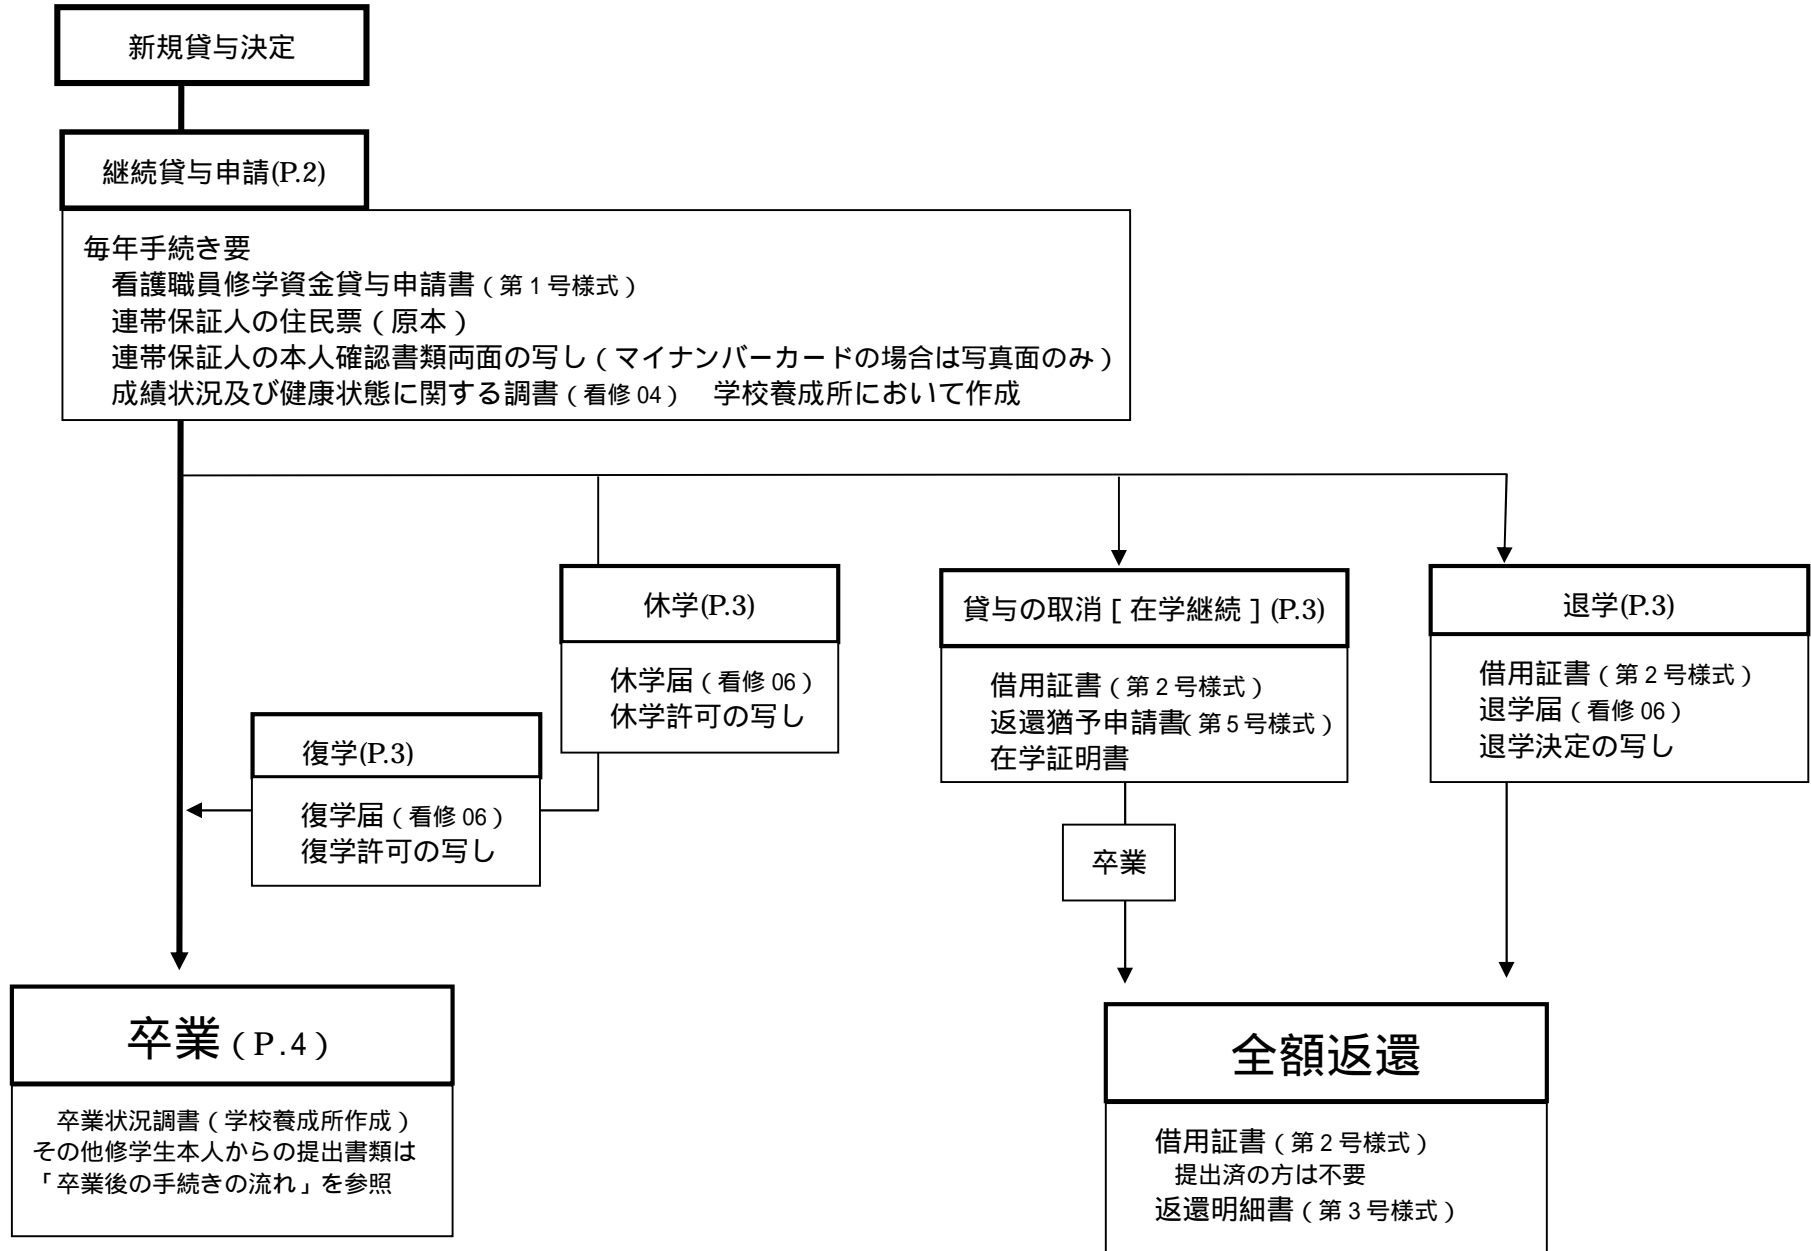 新規貸与決定
継続貸与申請(P.2)
毎年手続き要
看護職員修学資金貸与申請書(第1号様式)
連帯保証人の住民票(原本)
連帯保証人の本人確認書類両面の写し(マイナンバーカードの場合は写真面のみ)
成績状況及び健康状態に関する調書(看修04) 学校養成所において作成
休学(P.3)
休学届(看修06)
休学許可の写し
復学(P.3)
復学届(看修06)
復学許可の写し
貸与の取消[在学継続](P.3)
借用証書(第2号様式)
返還猶予申請書(第5号様式)
在学証明書
卒業
退学(P.3)
借用証書(第2号様式)
退学届(看修06)
退学決定の写し
卒業(P.4)
卒業状況調書(学校養成所作成)
その他修学生本人からの提出書類は
「卒業後の手続きの流れ」を参照
全額返還
借用証書(第2号様式)
提出済の方は不要
返還明細書(第3号様式)